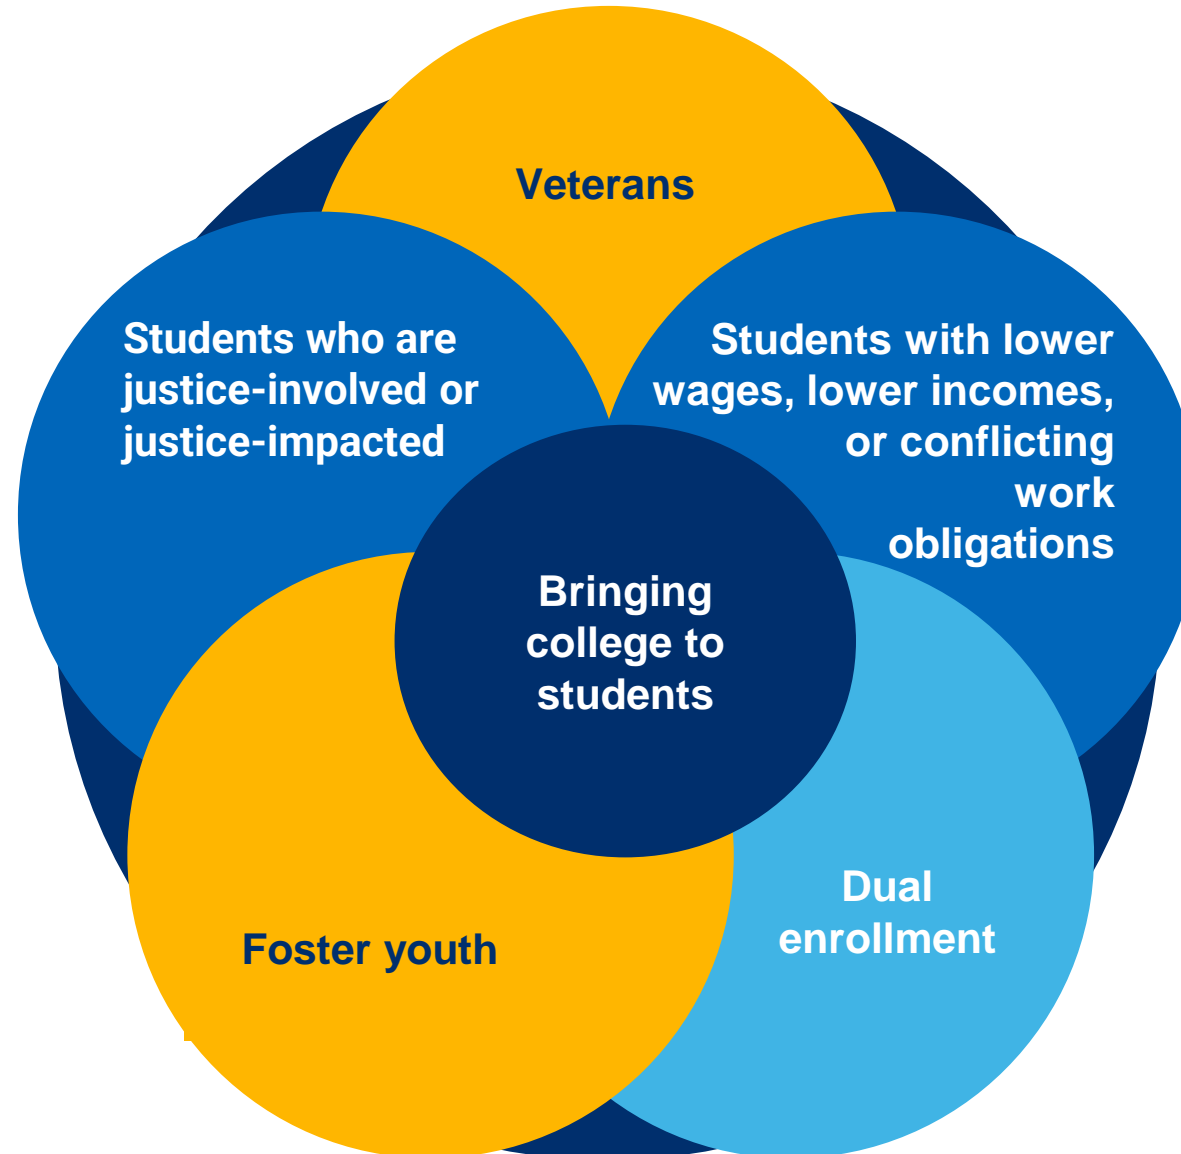 Veterans
Students who are
justice-involved or
justice-impacted
Students with lower
wages, lower incomes,
or conflicting
work
obligations
Bringing
college to
students
Foster youth
Dual
enrollment